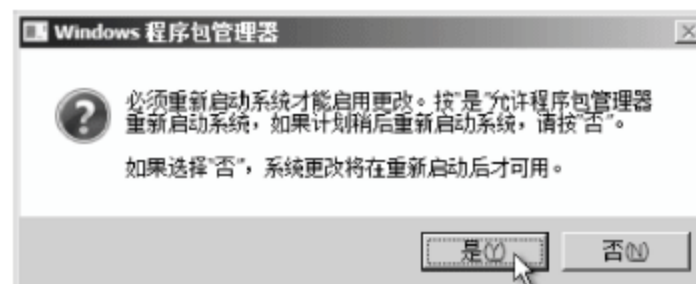 Windows 程序包管理器
必须重新启动系统才能启用更改。按"是"允许程序包管理器
重新启动系统，如果计划稍后重新启动系统，请按"否"。
如果选择"否"，系统更改将在重新启动后才可用。
是(Y)
否(N)